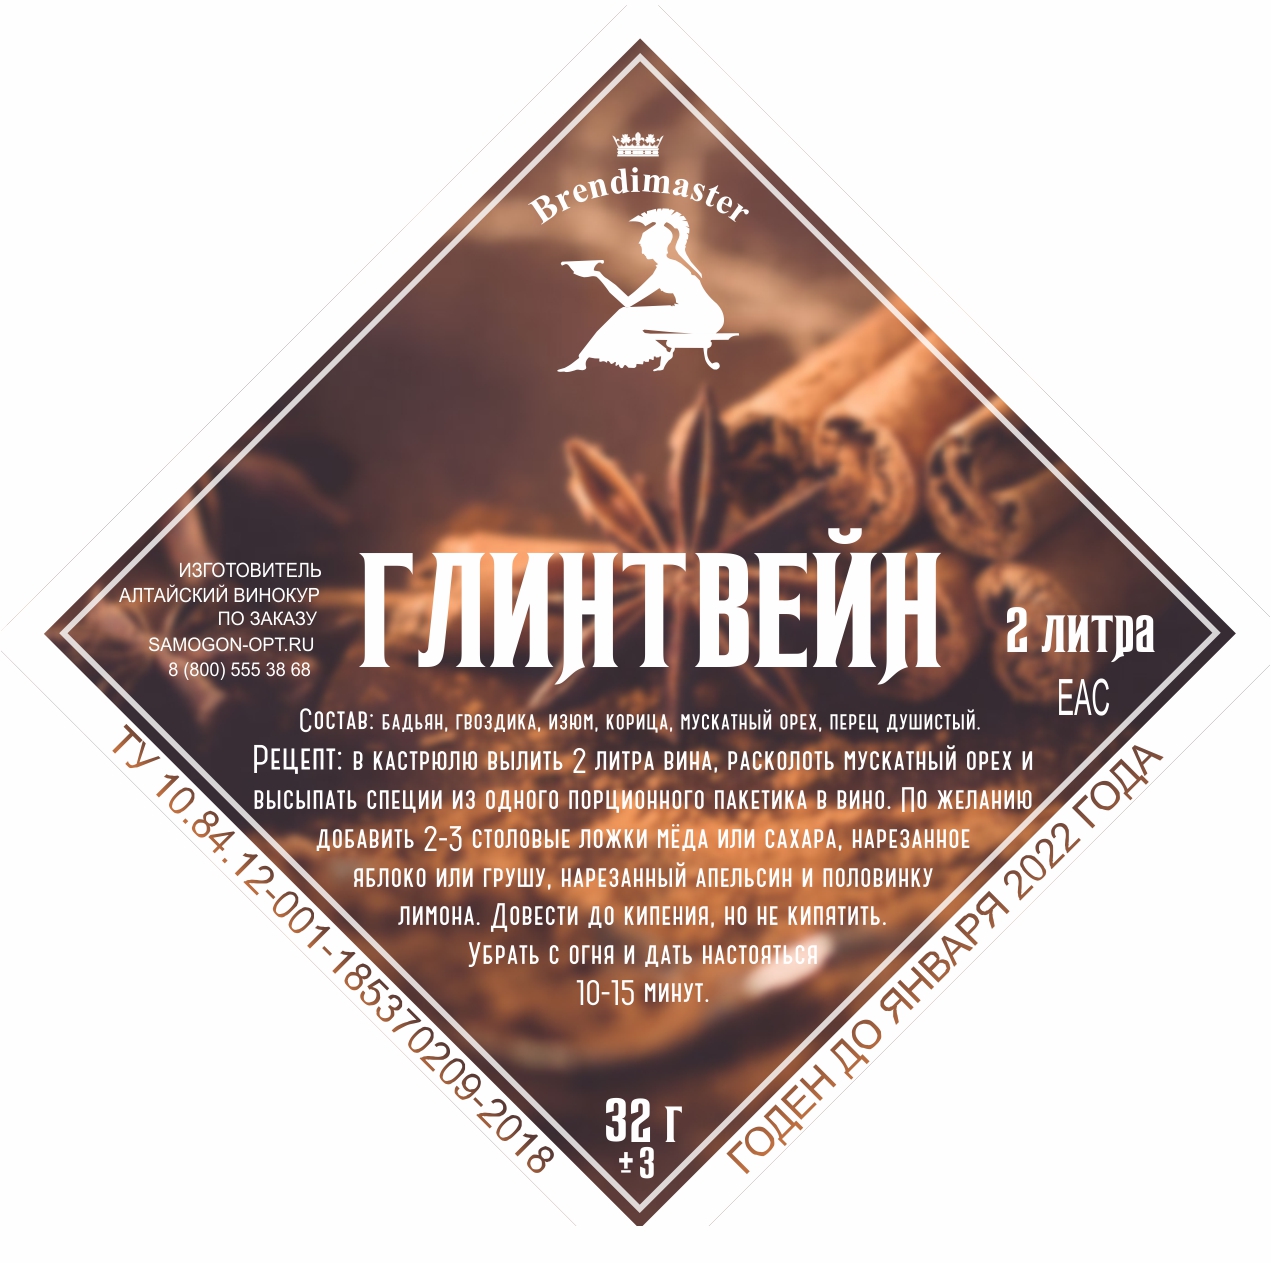 Brendimaster
ГЛИНТВЕЙН
ИЗГОТОВИТЕЛЬ
АЛТАЙСКИЙ ВИНОКУР
ПО ЗАКАЗУ
SAMOGON-OPT.RU
8 (800) 555 38 68
2 литра
ЕАС
Состав: бадьян, гвоздика, изюм, корица, мускатный орех, перец душистый.
Рецепт: в кастрюлю вылить 2 литра вина, расколоть мускатный орех и
высыпать специи из одного порционного пакетика в вино. По желанию
добавить 2-3 столовые ложки мёда или сахара, нарезанное
яблоко или грушу, нарезанный апельсин и половинку
лимона. Довести до кипения, но не кипятить.
Убрать с огня и дать настояться
10-15 минут.
32 г
±3
ТУ 10.84.12-001-185370209-2018
ГОДЕН ДО ЯНВАРЯ 2022 ГОДА